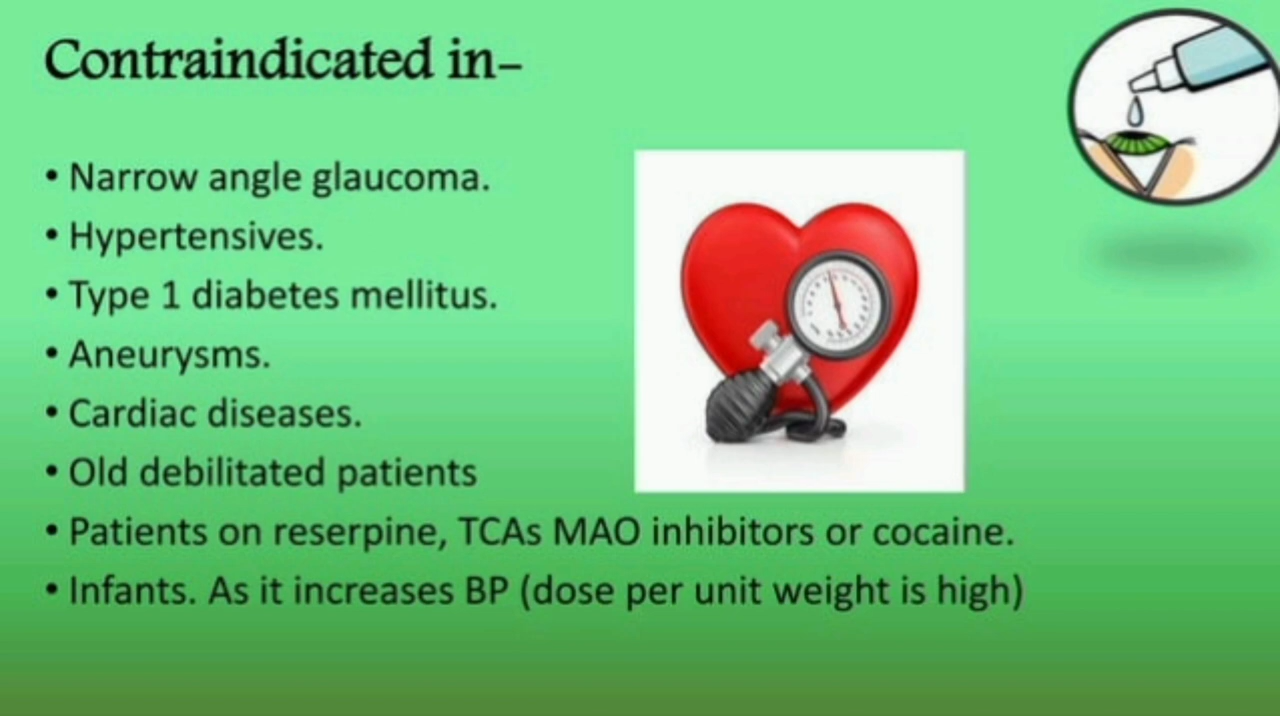 Contraindicated in-
• Narrow angle glaucoma.
• Hypertensives.
• Type 1 diabetes mellitus.
• Aneurysms.
• Cardiac diseases.
• Old debilitated patients
• Patients on reserpine, TCAs MAO inhibitors or cocaine.
• Infants. As it increases BP (dose per unit weight is high)